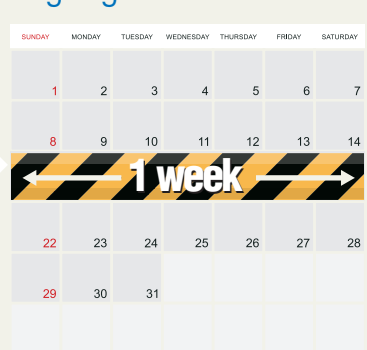 SUNDAY MONDAY TUESDAY WEDNESDAY THURSDAY FRIDAY SATURDAY
1 2 3 4 5 6 7
8 9 10 11 12 13 14
1 week
22 23 24 25 26 27 28
29 30 31